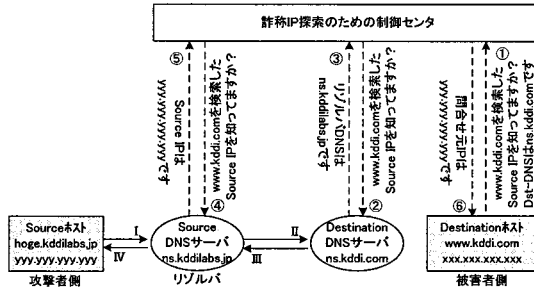 詐称IP探索のための制御センタ
⑤
Source IPは
yyy.yyy.yyy.yyyです
www.kddi.comを検索した
Source IPを知ってますか?
④
③
リゾルバDNSは
ns.kddilabs.jpです
www.kddi.comを検索した
Source IPを知ってますか?
②
問合せ元IPは
yyy.yyy.yyy.yyyです
⑥
①
www.kddi.comを検索した
Source IPを知ってますか?
Dst-DNSはns.kddi.comです
Sourceホスト
hoge.kddilabs.jp
yyy.yyy.yyy.yyy
攻撃者側
I
IV
Source
DNSサーバ
ns.kddilabs.jp
リゾルバ
II
III
Destination
DNSサーバ
ns.kddi.com
Destinationホスト
www.kddi.com
xxx.xxx.xxx.xxx
被害者側